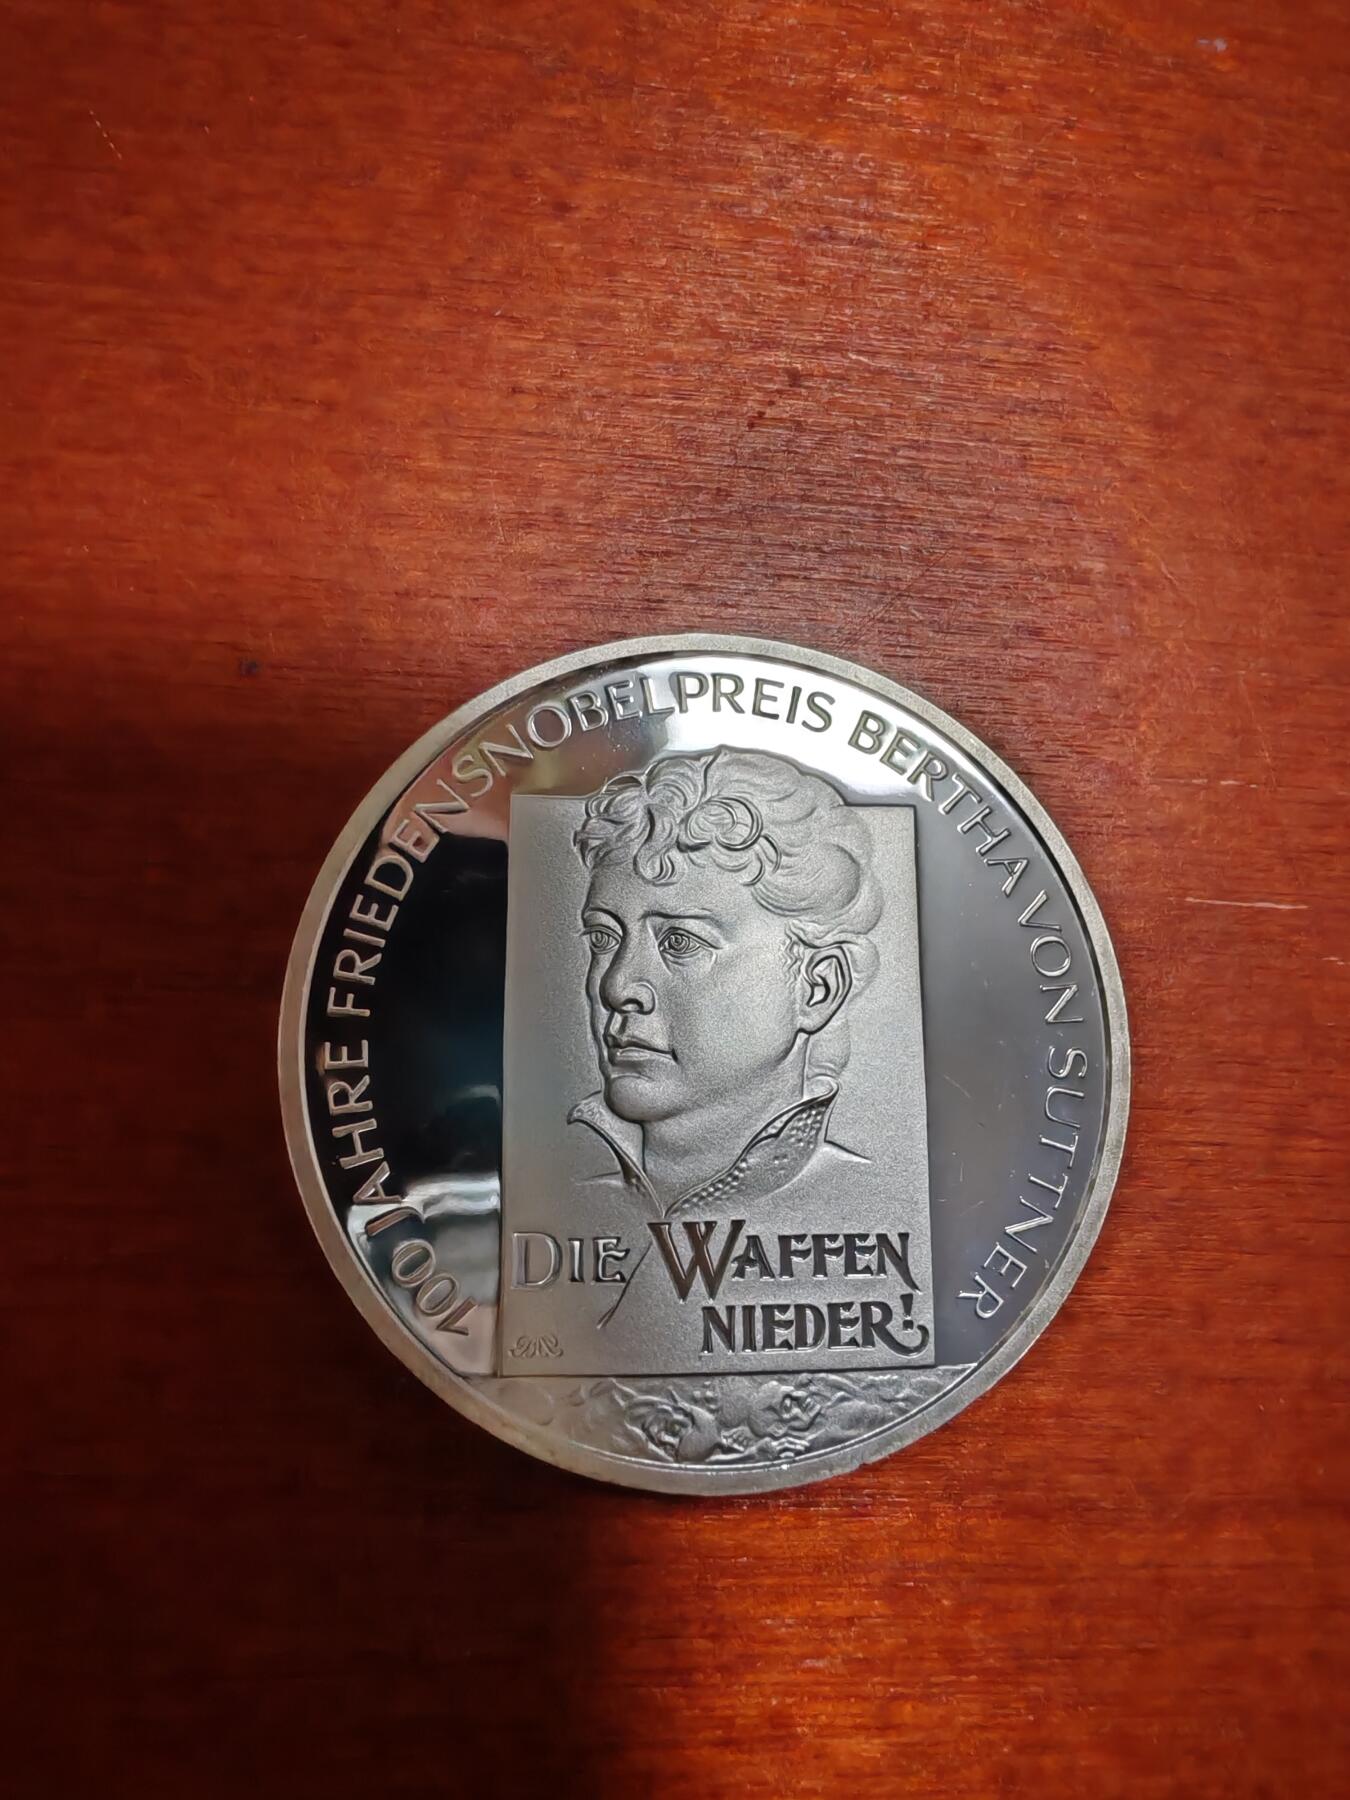 100 JAHRE FRIEDENSNOBELPREIS BERTHA VON SUTTNER
DIE WAFFEN
NIEDER!